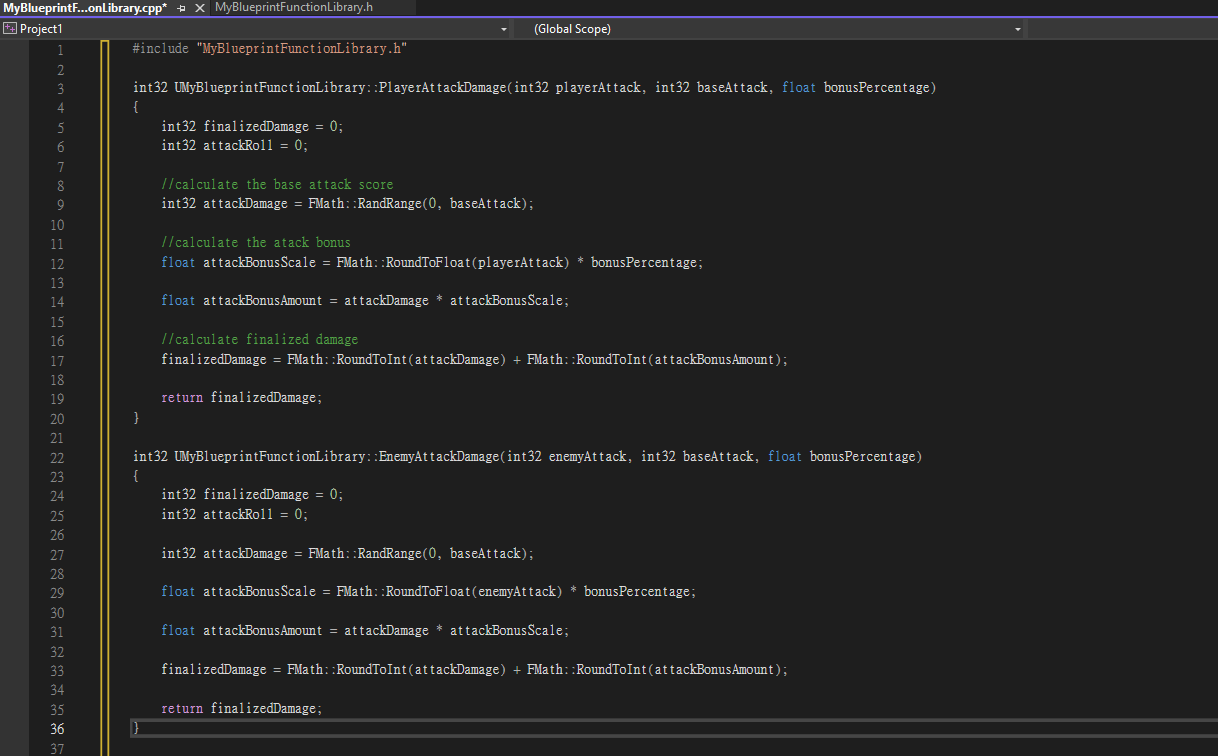 MyBlueprintF...onLibrary.cpp*
MyBlueprintFunctionLibrary.h
Project1
(Global Scope)
1 #include "MyBlueprintFunctionLibrary.h"
2
3 int32 UMyBlueprintFunctionLibrary::PlayerAttackDamage(int32 playerAttack, int32 baseAttack, float bonusPercentage)
4 {
5 int32 finalizedDamage = 0;
6 int32 attackRoll = 0;
7
8 //calculate the base attack score
9 int32 attackDamage = FMath::RandRange(0, baseAttack);
10
11 //calculate the atack bonus
12 float attackBonusScale = FMath::RoundToFloat(playerAttack) * bonusPercentage;
13
14 float attackBonusAmount = attackDamage * attackBonusScale;
15
16 //calculate finalized damage
17 finalizedDamage = FMath::RoundToInt(attackDamage) + FMath::RoundToInt(attackBonusAmount);
18
19 return finalizedDamage;
20 }
21
22 int32 UMyBlueprintFunctionLibrary::EnemyAttackDamage(int32 enemyAttack, int32 baseAttack, float bonusPercentage)
23 {
24 int32 finalizedDamage = 0;
25 int32 attackRoll = 0;
26
27 int32 attackDamage = FMath::RandRange(0, baseAttack);
28
29 float attackBonusScale = FMath::RoundToFloat(enemyAttack) * bonusPercentage;
30
31 float attackBonusAmount = attackDamage * attackBonusScale;
32
33 finalizedDamage = FMath::RoundToInt(attackDamage) + FMath::RoundToInt(attackBonusAmount);
34
35 return finalizedDamage;
36 }
37